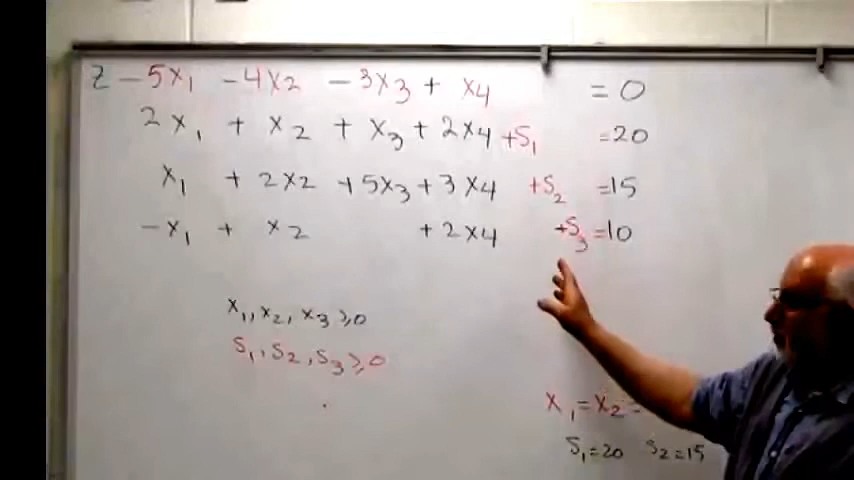 Z - 5x₁ - 4x₂ - 3x₃ + x₄ = 0
2x₁ + x₂ + x₃ + 2x₄ + S₁ = 20
x₁ + 2x₂ + 5x₃ + 3x₄ + S₂ = 15
-x₁ + x₂ + 2x₄ + S₃ = 10
x₁, x₂, x₃ ≥ 0
S₁, S₂, S₃ ≥ 0
x₁ = x₂ =
S₁ = 20 S₂ = 15